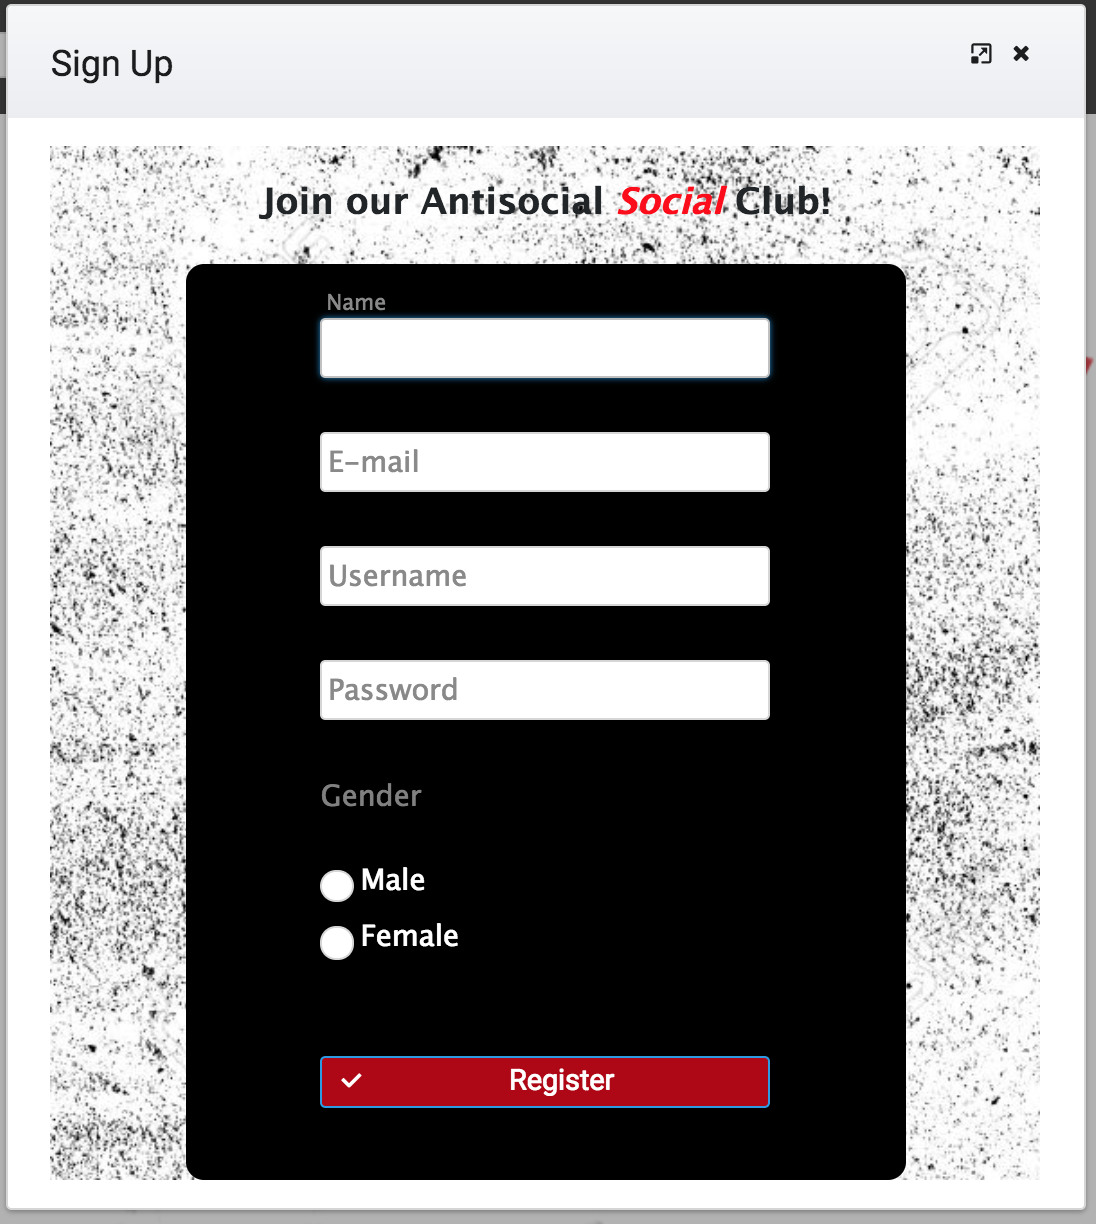 Sign Up
Join our Antisocial Social Club!
Name
E-mail
Username
Password
Gender
Male
Female
Register